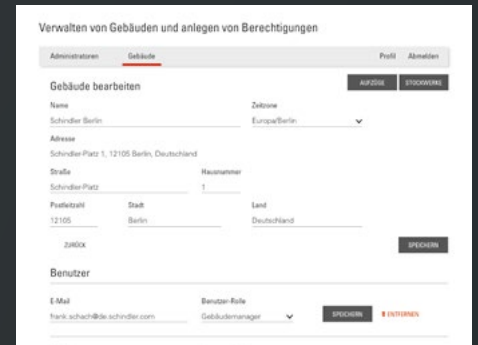 Verwalten von Gebäuden und anlegen von Berechtigungen
Administratoren Gebäude Profil Abmelden
Gebäude bearbeiten AUFZÜGE STOCKWERKE
Name Zeitzone
Schindler Berlin Europa/Berlin
Adresse
Schindler-Platz 1, 12105 Berlin, Deutschland
Straße Hausnummer
Schindler-Platz 1
Postleitzahl Stadt Land
12105 Berlin Deutschland
ZURÜCK SPEICHERN
Benutzer
E-Mail Benutzer-Rolle
frank.schach@de.schindler.com Gebäudemanager SPEICHERN ENTFERNEN